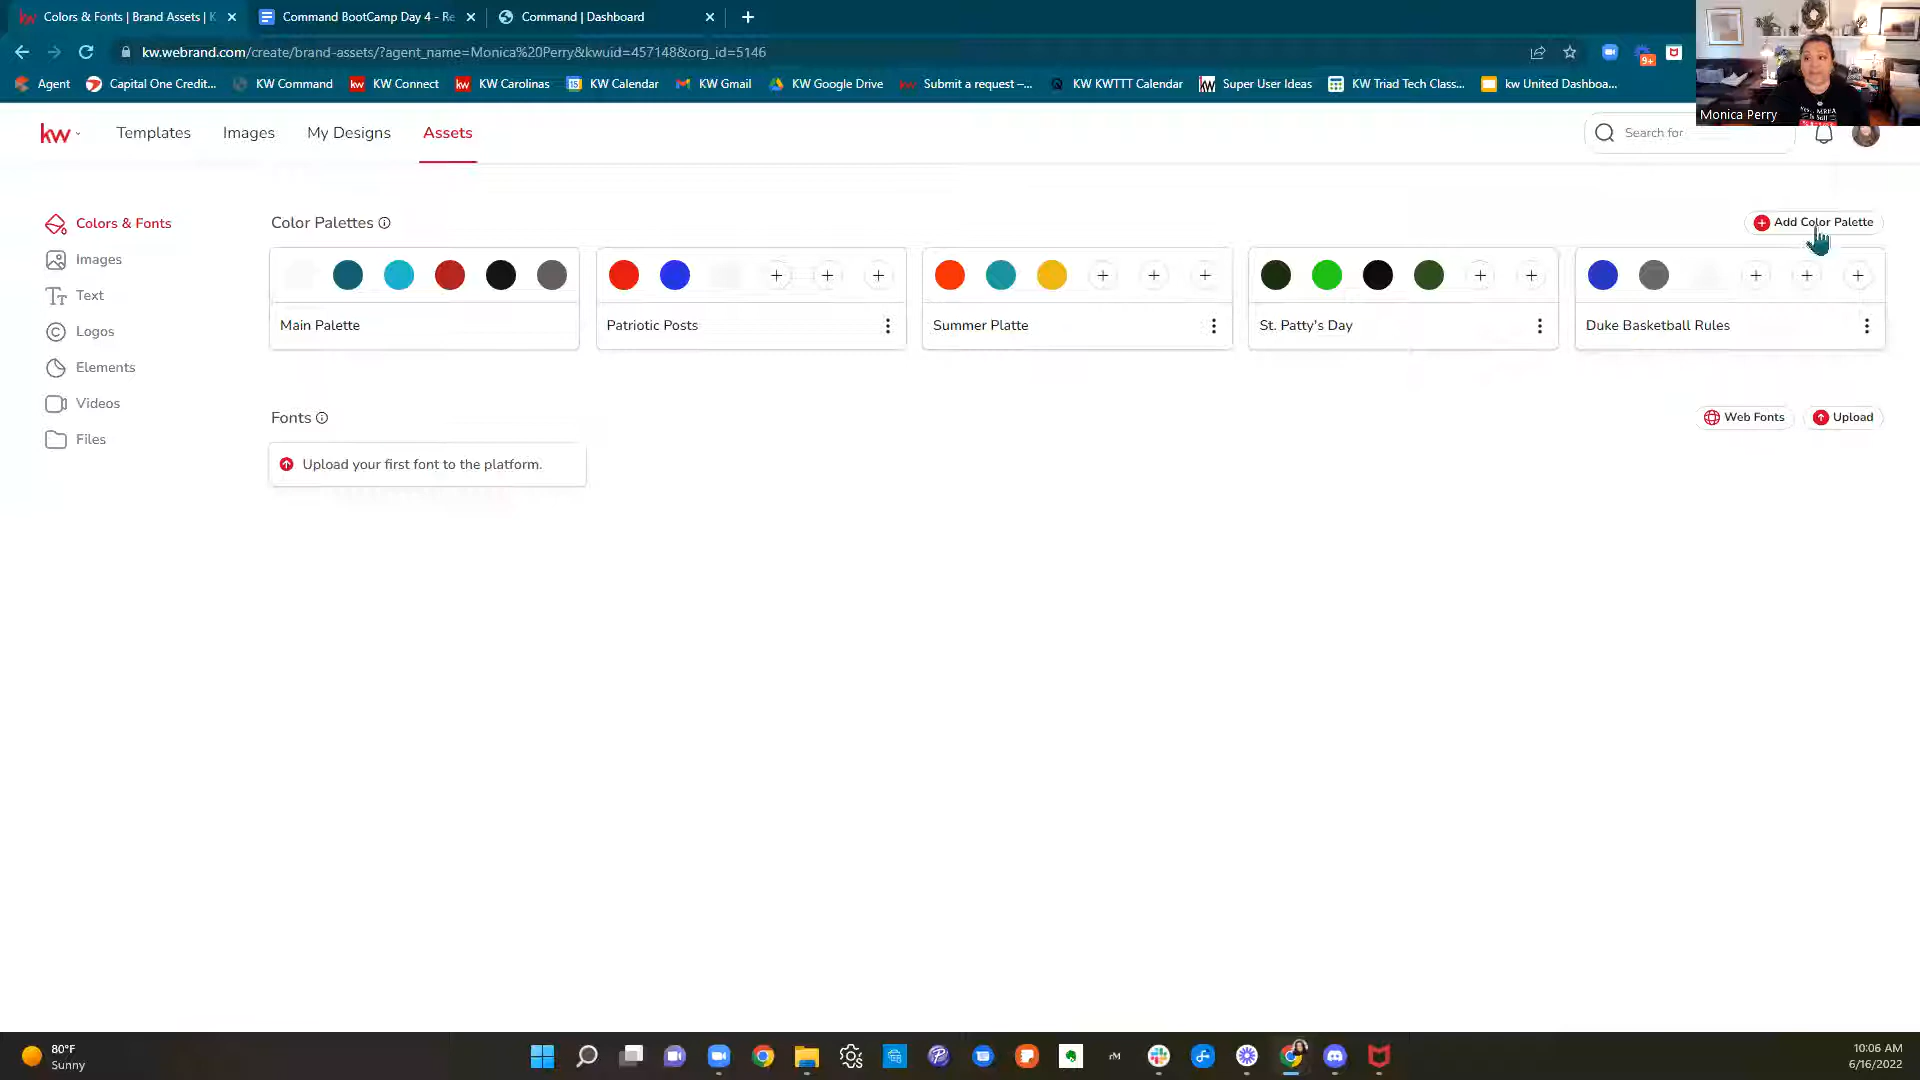 Colors & Fonts | Brand Assets | K
Command BootCamp Day 4 - Re
Command | Dashboard
kw.webrand.com/create/brand-assets/?agent_name=Monica%20Perry&kwuid=457148&org_id=5146
9+
Agent
Capital One Credit...
KW Command
kw KW Connect
kw KW Carolinas
KW Calendar
KW Gmail
KW Google Drive
kw Submit a request –...
KW KWTTT Calendar
Super User Ideas
KW Triad Tech Class...
kw United Dashboa...
Monica Perry
kw
Templates
Images
My Designs
Assets
Search for
Colors & Fonts
Images
Text
Logos
Elements
Videos
Files
Color Palettes
Add Color Palette
Main Palette
Patriotic Posts
Summer Platte
St. Patty's Day
Duke Basketball Rules
Fonts
Web Fonts
Upload
Upload your first font to the platform.
80°F
Sunny
rM
10:06 AM
6/16/2022